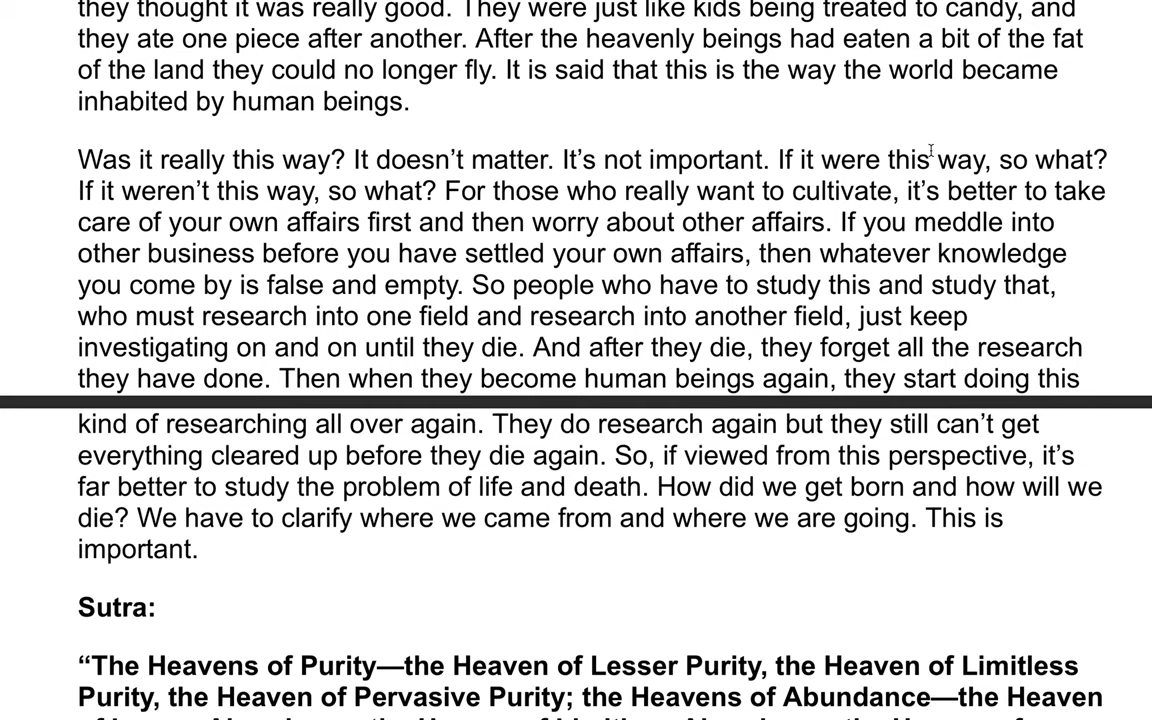 they thought it was really good. They were just like kids being treated to candy, and
they ate one piece after another. After the heavenly beings had eaten a bit of the fat
of the land they could no longer fly. It is said that this is the way the world became
inhabited by human beings.
Was it really this way? It doesn’t matter. It’s not important. If it were this way, so what?
If it weren’t this way, so what? For those who really want to cultivate, it’s better to take
care of your own affairs first and then worry about other affairs. If you meddle into
other business before you have settled your own affairs, then whatever knowledge
you come by is false and empty. So people who have to study this and study that,
who must research into one field and research into another field, just keep
investigating on and on until they die. And after they die, they forget all the research
they have done. Then when they become human beings again, they start doing this
kind of researching all over again. They do research again but they still can’t get
everything cleared up before they die again. So, if viewed from this perspective, it’s
far better to study the problem of life and death. How did we get born and how will we
die? We have to clarify where we came from and where we are going. This is
important.
Sutra:
“The Heavens of Purity—the Heaven of Lesser Purity, the Heaven of Limitless
Purity, the Heaven of Pervasive Purity; the Heavens of Abundance—the Heaven